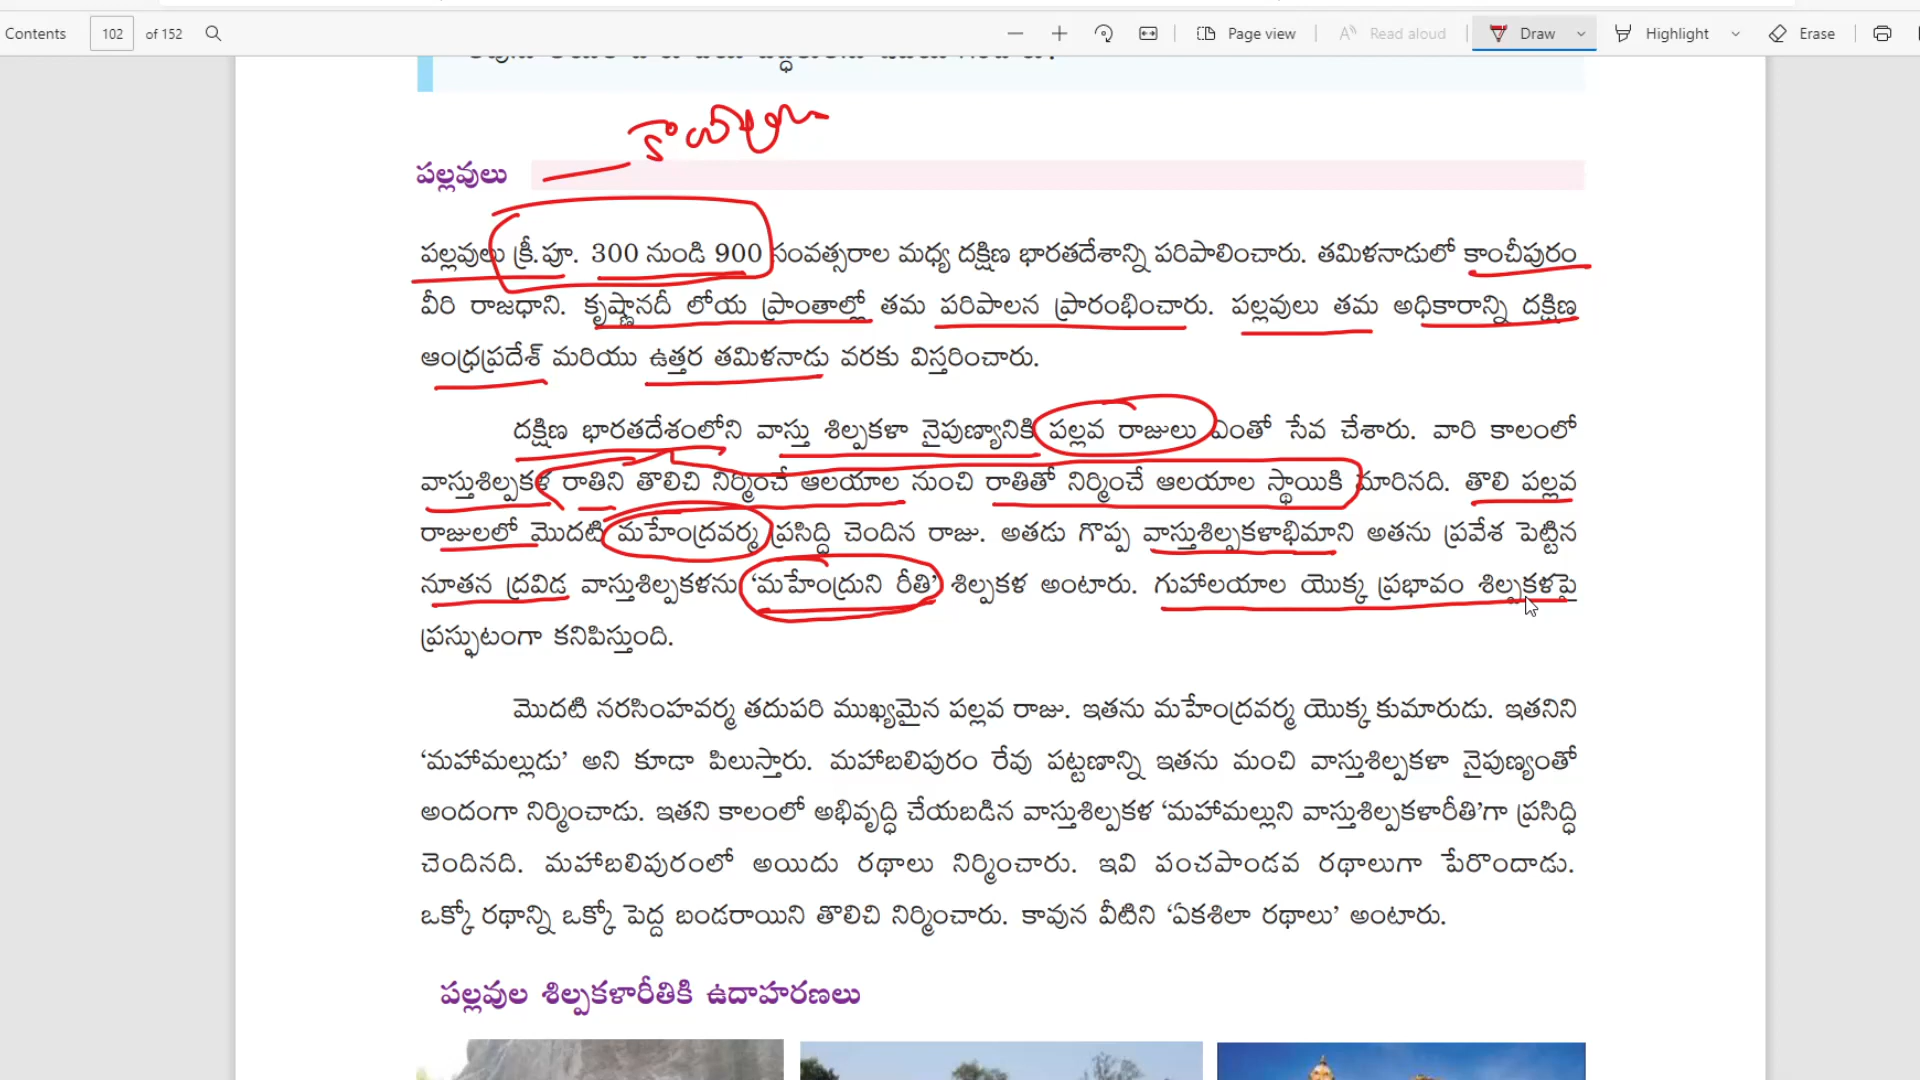 Contents 102 of 152 Page view Read aloud Draw Highlight Erase
పల్లవులు
పల్లవులు క్రీ.పూ. 300 నుండి 900 సంవత్సరాల మధ్య దక్షిణ భారతదేశాన్ని పరిపాలించారు. తమిళనాడులో కాంచీపురం
వీరి రాజధాని. కృష్ణానదీ లోయ ప్రాంతాల్లో తమ పరిపాలన ప్రారంభించారు. పల్లవులు తమ అధికారాన్ని దక్షిణ
ఆంధ్రప్రదేశ్ మరియు ఉత్తర తమిళనాడు వరకు విస్తరించారు.
దక్షిణ భారతదేశంలోని వాస్తు శిల్పకళా నైపుణ్యానికి పల్లవ రాజులు ఎంతో సేవ చేశారు. వారి కాలంలో
వాస్తుశిల్పకళ రాతిని తొలిచి నిర్మించే ఆలయాల నుంచి రాతితో నిర్మించే ఆలయాల స్థాయికి మారినది. తొలి పల్లవ
రాజులలో మొదటి మహేంద్రవర్మ ప్రసిద్ధి చెందిన రాజు. అతడు గొప్ప వాస్తుశిల్పకళాభిమాని అతను ప్రవేశ పెట్టిన
నూతన ద్రవిడ వాస్తుశిల్పకళను ‘మహేంద్రుని రీతి’ శిల్పకళ అంటారు. గుహాలయాల యొక్క ప్రభావం శిల్పకళపై
ప్రస్ఫుటంగా కనిపిస్తుంది.
మొదటి నరసింహవర్మ తదుపరి ముఖ్యమైన పల్లవ రాజు. ఇతను మహేంద్రవర్మ యొక్క కుమారుడు. ఇతనిని
‘మహామల్లుడు’ అని కూడా పిలుస్తారు. మహాబలిపురం రేవు పట్టణాన్ని ఇతను మంచి వాస్తుశిల్పకళా నైపుణ్యంతో
అందంగా నిర్మించాడు. ఇతని కాలంలో అభివృద్ధి చేయబడిన వాస్తుశిల్పకళ ‘మహామల్లుని వాస్తుశిల్పకళారీతి’గా ప్రసిద్ధి
చెందినది. మహాబలిపురంలో అయిదు రథాలు నిర్మించారు. ఇవి పంచపాండవ రథాలుగా పేరొందాడు.
ఒక్కో రథాన్ని ఒక్కో పెద్ద బండరాయిని తొలిచి నిర్మించారు. కావున వీటిని ‘ఏకశిలా రథాలు’ అంటారు.
పల్లవుల శిల్పకళారీతికి ఉదాహరణలు